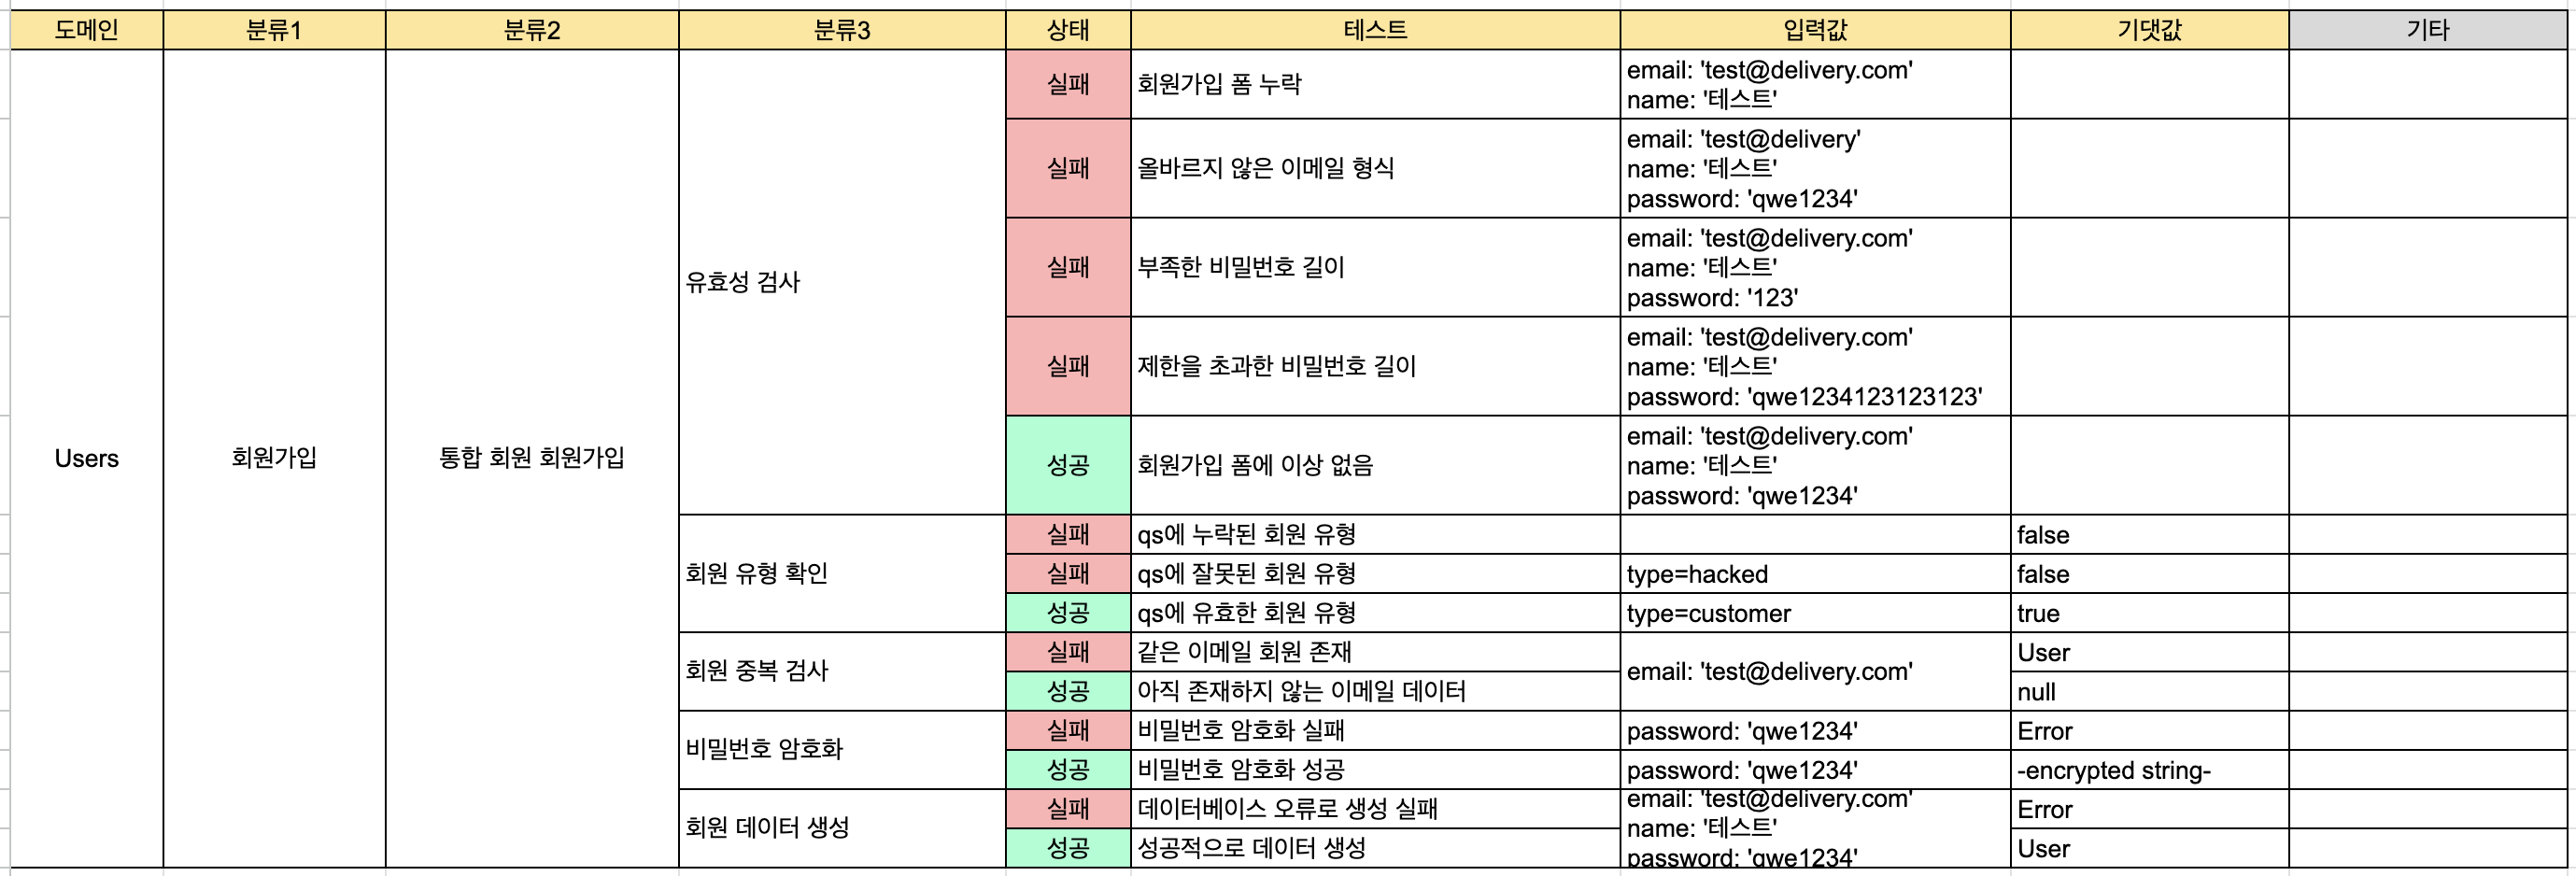 도메인 분류1 분류2 분류3 상태 테스트 입력값 기댓값 기타
Users
회원가입
통합 회원 회원가입
유효성 검사
실패
회원가입 폼 누락
email: 'test@delivery.com'
name: '테스트'
실패
올바르지 않은 이메일 형식
email: 'test@delivery'
name: '테스트'
password: 'qwe1234'
실패
부족한 비밀번호 길이
email: 'test@delivery.com'
name: '테스트'
password: '123'
실패
제한을 초과한 비밀번호 길이
email: 'test@delivery.com'
name: '테스트'
password: 'qwe1234123123123'
성공
회원가입 폼에 이상 없음
email: 'test@delivery.com'
name: '테스트'
password: 'qwe1234'
회원 유형 확인
실패 qs에 누락된 회원 유형 false
실패 qs에 잘못된 회원 유형 type=hacked false
성공 qs에 유효한 회원 유형 type=customer true
회원 중복 검사
실패 같은 이메일 회원 존재
email: 'test@delivery.com'
User
성공 아직 존재하지 않는 이메일 데이터 null
비밀번호 암호화
실패 비밀번호 암호화 실패 password: 'qwe1234' Error
성공 비밀번호 암호화 성공 password: 'qwe1234' -encrypted string-
회원 데이터 생성
실패 데이터베이스 오류로 생성 실패
email: 'test@delivery.com'
name: '테스트'
password: 'qwe1234'
Error
성공 성공적으로 데이터 생성 User